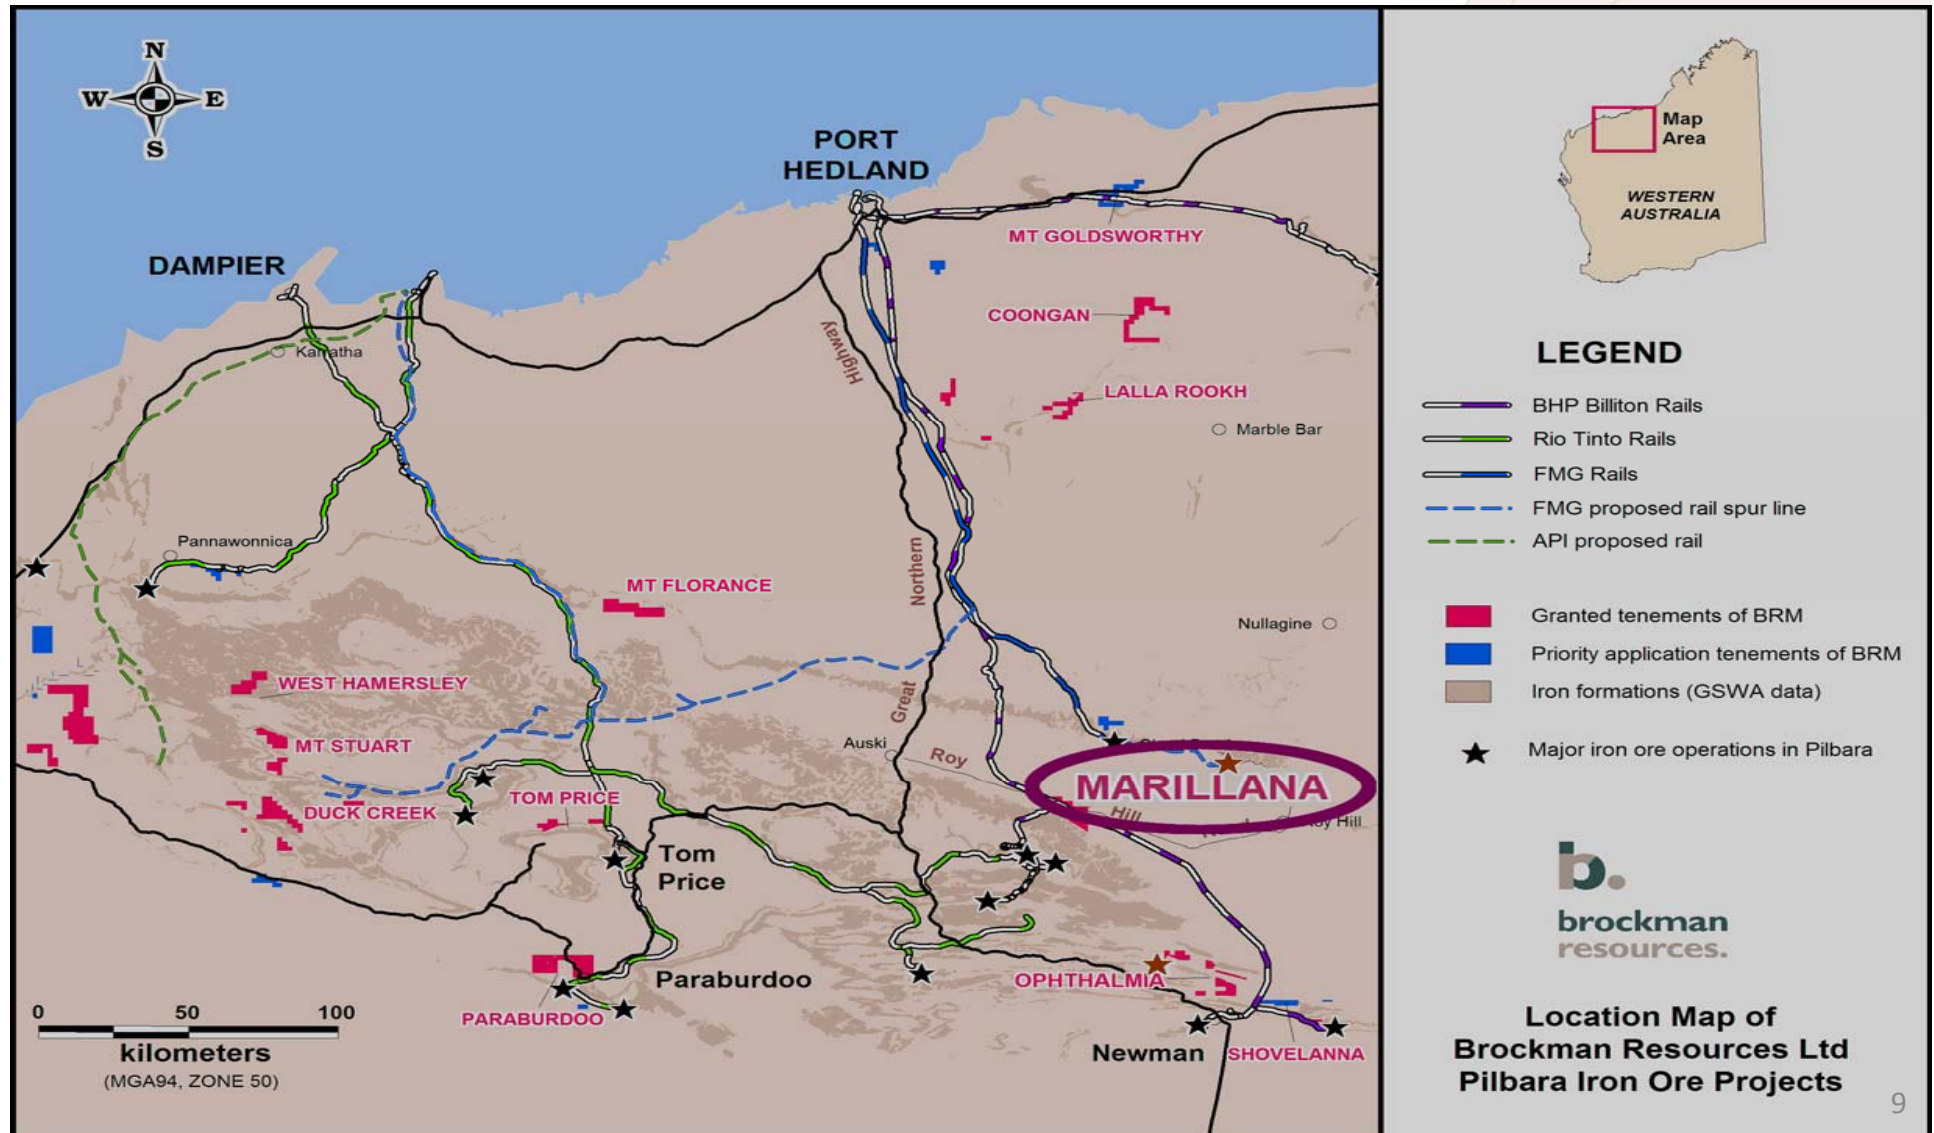 N
W
E
S
PORT
HEDLAND
DAMPIER
MT GOLDSWORTHY
COONGAN
Karratha
Highway
LALLA ROOKH
Marble Bar
Pannawonnica
Northern
MT FLORANCE
Nullagine
WEST HAMERSLEY
Great
MT STUART
Auski
Roy
MARILLANA
DUCK CREEK
TOM PRICE
Hill
Roy Hill
Tom
Price
Paraburdoo
OPHTHALMIA
PARABURDOO
Newman
SHOVELANNA
0 50 100
kilometers
(MGA94, ZONE 50)
Map
Area
WESTERN
AUSTRALIA
LEGEND
BHP Billiton Rails
Rio Tinto Rails
FMG Rails
FMG proposed rail spur line
API proposed rail
Granted tenements of BRM
Priority application tenements of BRM
Iron formations (GSWA data)
Major iron ore operations in Pilbara
b.
brockman
resources.
Location Map of
Brockman Resources Ltd
Pilbara Iron Ore Projects
9